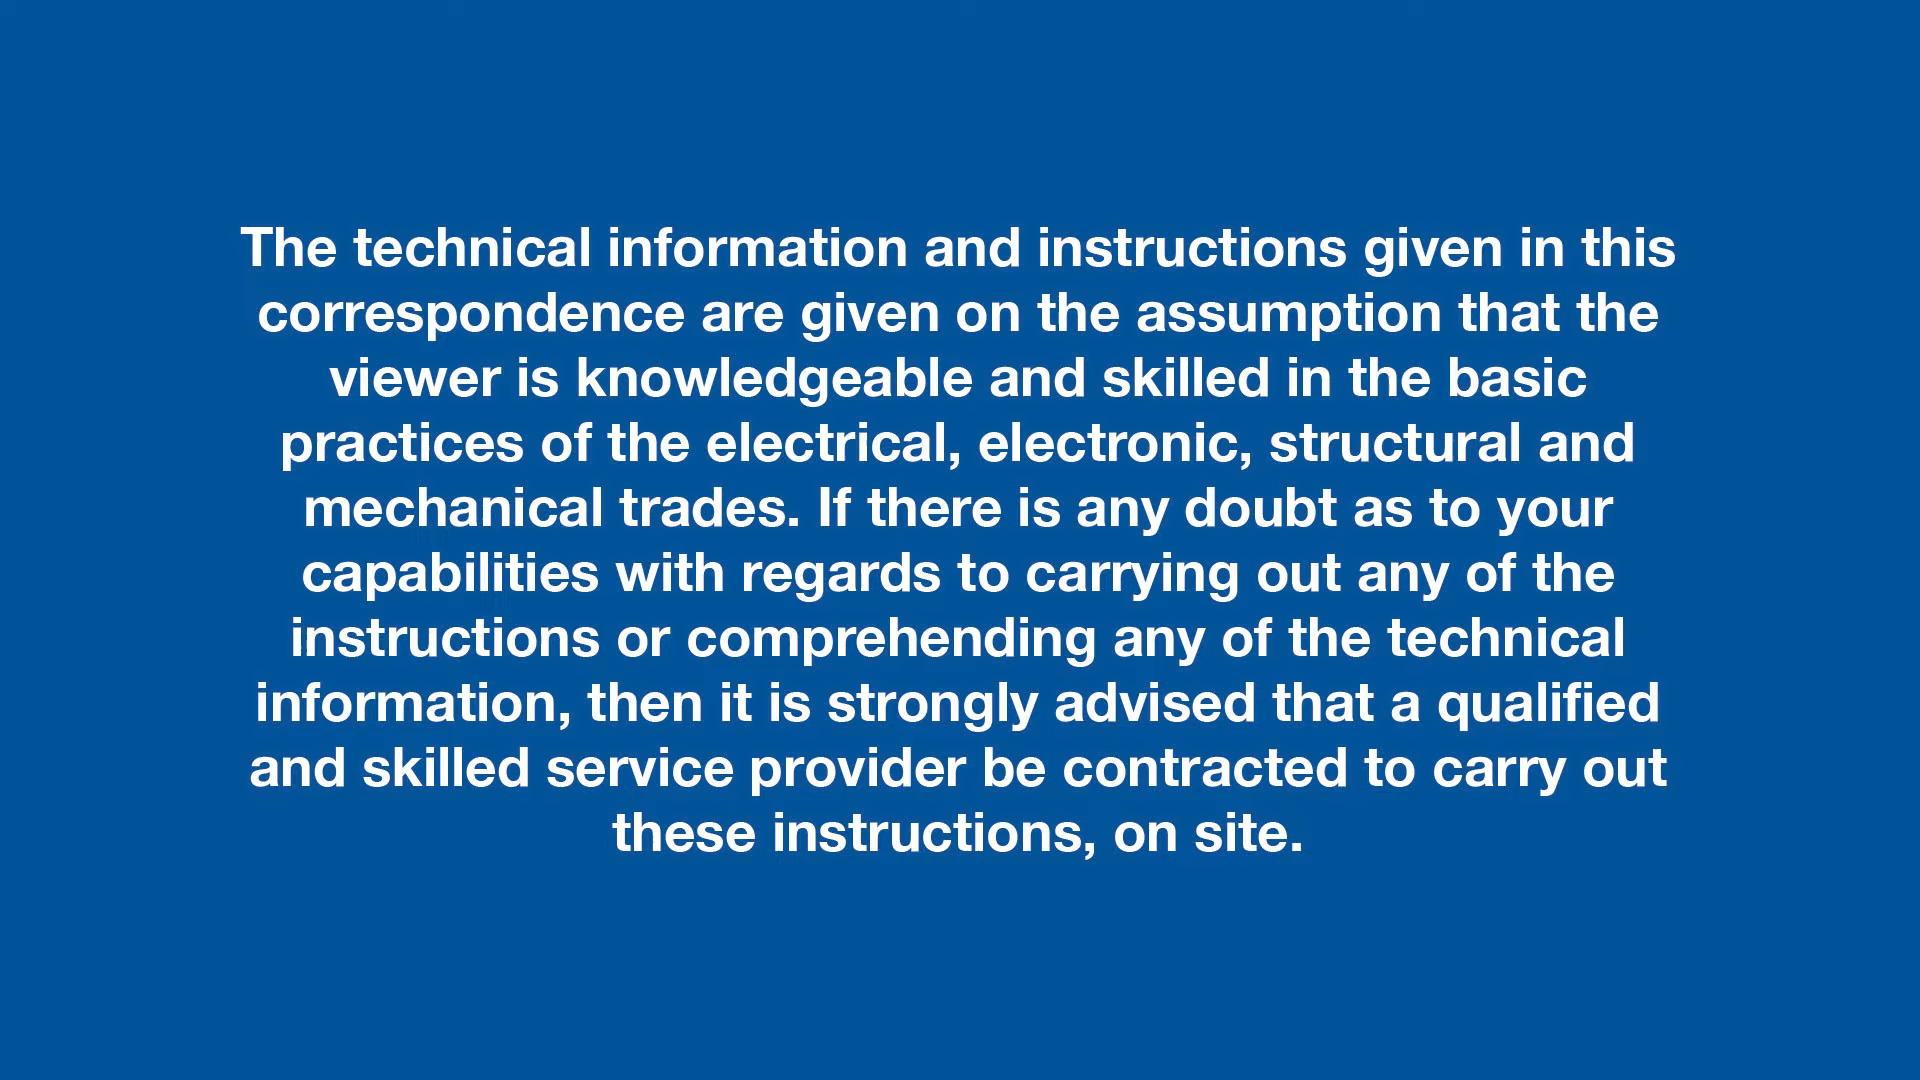 The technical information and instructions given in this
correspondence are given on the assumption that the
viewer is knowledgeable and skilled in the basic
practices of the electrical, electronic, structural and
mechanical trades. If there is any doubt as to your
capabilities with regards to carrying out any of the
instructions or comprehending any of the technical
information, then it is strongly advised that a qualified
and skilled service provider be contracted to carry out
these instructions, on site.